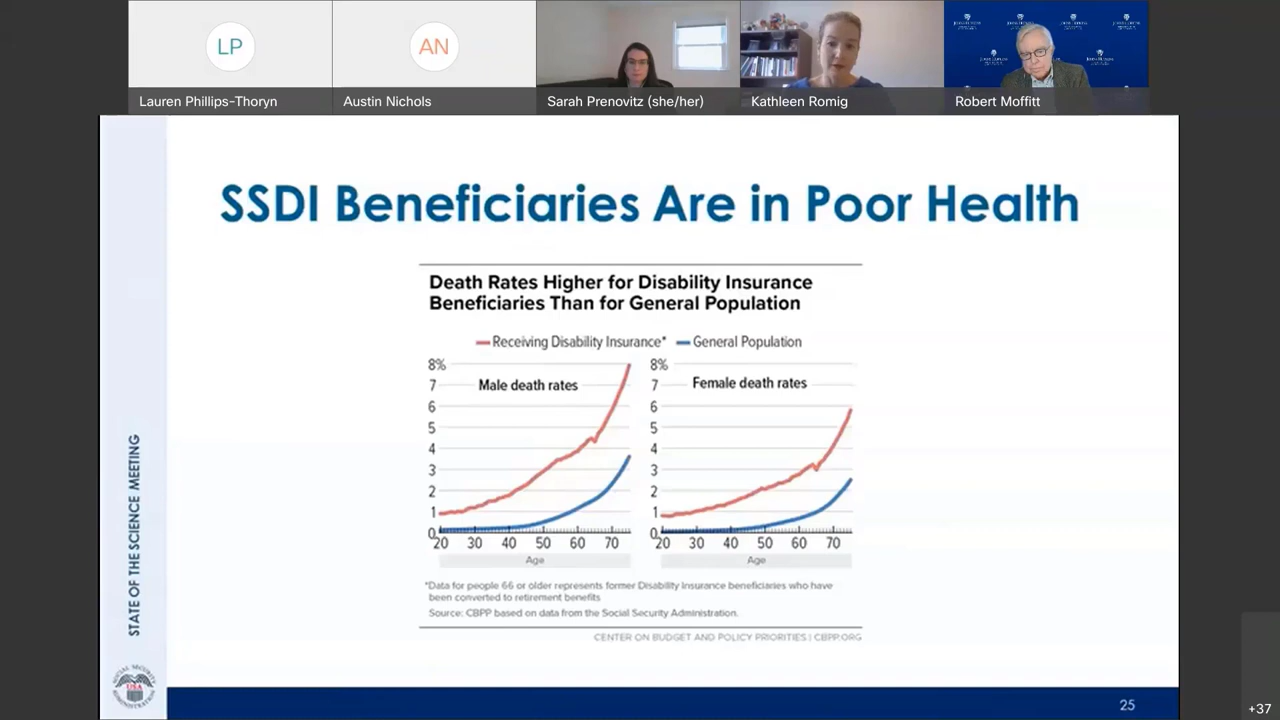 LP
AN
Lauren Phillips-Thoryn
Austin Nichols
Sarah Prenovitz (she/her)
Kathleen Romig
Robert Moffitt
SSDI Beneficiaries Are in Poor Health
Death Rates Higher for Disability Insurance
Beneficiaries Than for General Population
Receiving Disability Insurance*
General Population
8%
7
6
5
4
3
2
1
0
Male death rates
20 30 40 50 60 70
Age
8%
7
6
5
4
3
2
1
0
Female death rates
20 30 40 50 60 70
Age
*Data for people 66 or older represents former Disability Insurance beneficiaries who have
been converted to retirement benefits
Source: CBPP based on data from the Social Security Administration.
CENTER ON BUDGET AND POLICY PRIORITIES | CBPP.ORG
STATE OF THE SCIENCE MEETING
SOCIAL SECURITY
USA
ADMINISTRATION
25
+37